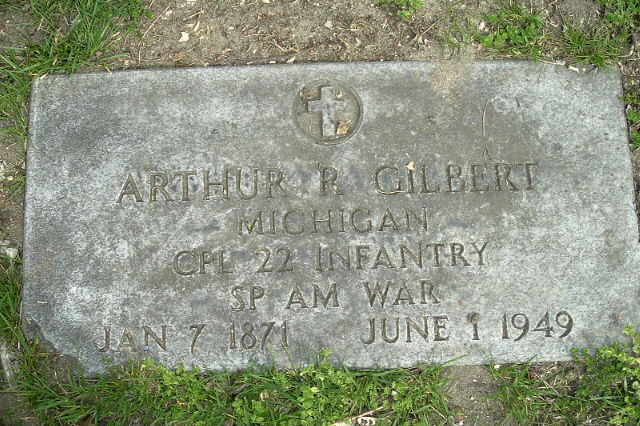 ARTHUR R GILBERT
MICHIGAN
CPL 22 INFANTRY
SP AM WAR
JAN 7 1871 JUNE 1 1949